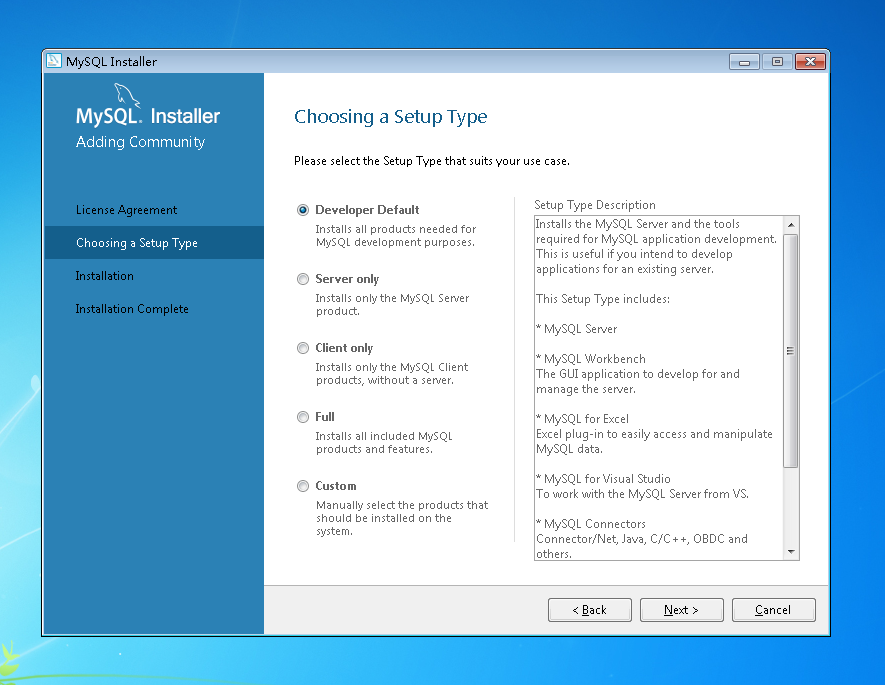 MySQL Installer
MySQL. Installer
Adding Community
License Agreement
Choosing a Setup Type
Installation
Installation Complete
Choosing a Setup Type
Please select the Setup Type that suits your use case.
Developer Default
Installs all products needed for
MySQL development purposes.
Server only
Installs only the MySQL Server
product.
Client only
Installs only the MySQL Client
products, without a server.
Full
Installs all included MySQL
products and features.
Custom
Manually select the products that
should be installed on the
system.
Setup Type Description
Installs the MySQL Server and the tools
required for MySQL application development.
This is useful if you intend to develop
applications for an existing server.
This Setup Type includes:
* MySQL Server
* MySQL Workbench
The GUI application to develop for and
manage the server.
* MySQL for Excel
Excel plug-in to easily access and manipulate
MySQL data.
* MySQL for Visual Studio
To work with the MySQL Server from VS.
* MySQL Connectors
Connector/Net, Java, C/C++, OBDC and
others.
< Back
Next >
Cancel